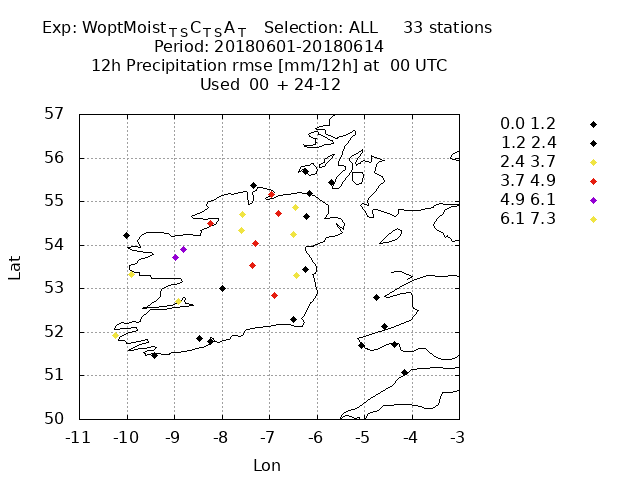 Exp: WoptMoistTSCTSAT Selection: ALL 33 stations
Period: 20180601-20180614
12h Precipitation rmse [mm/12h] at 00 UTC
Used 00 + 24-12
57
56
55
54
53
52
51
50
-11 -10 -9 -8 -7 -6 -5 -4 -3
Lat
Lon
0.0 1.2
1.2 2.4
2.4 3.7
3.7 4.9
4.9 6.1
6.1 7.3